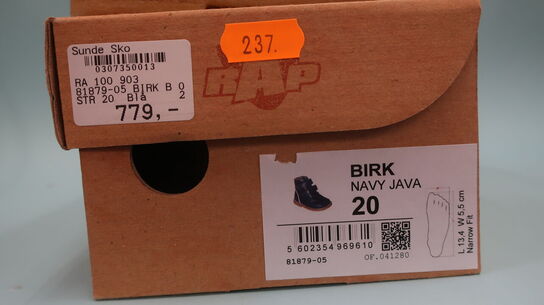 Sunde Sko
0307350013
RA 100 903
81879-05 BIRK B 0
STR 20 Blå 2
779,-
237.
RAP
BIRK
NAVY JAVA
20
5 602354 969610
81879-05
OF.041280
L 13,4 W 5,5 cm
Narrow Fit